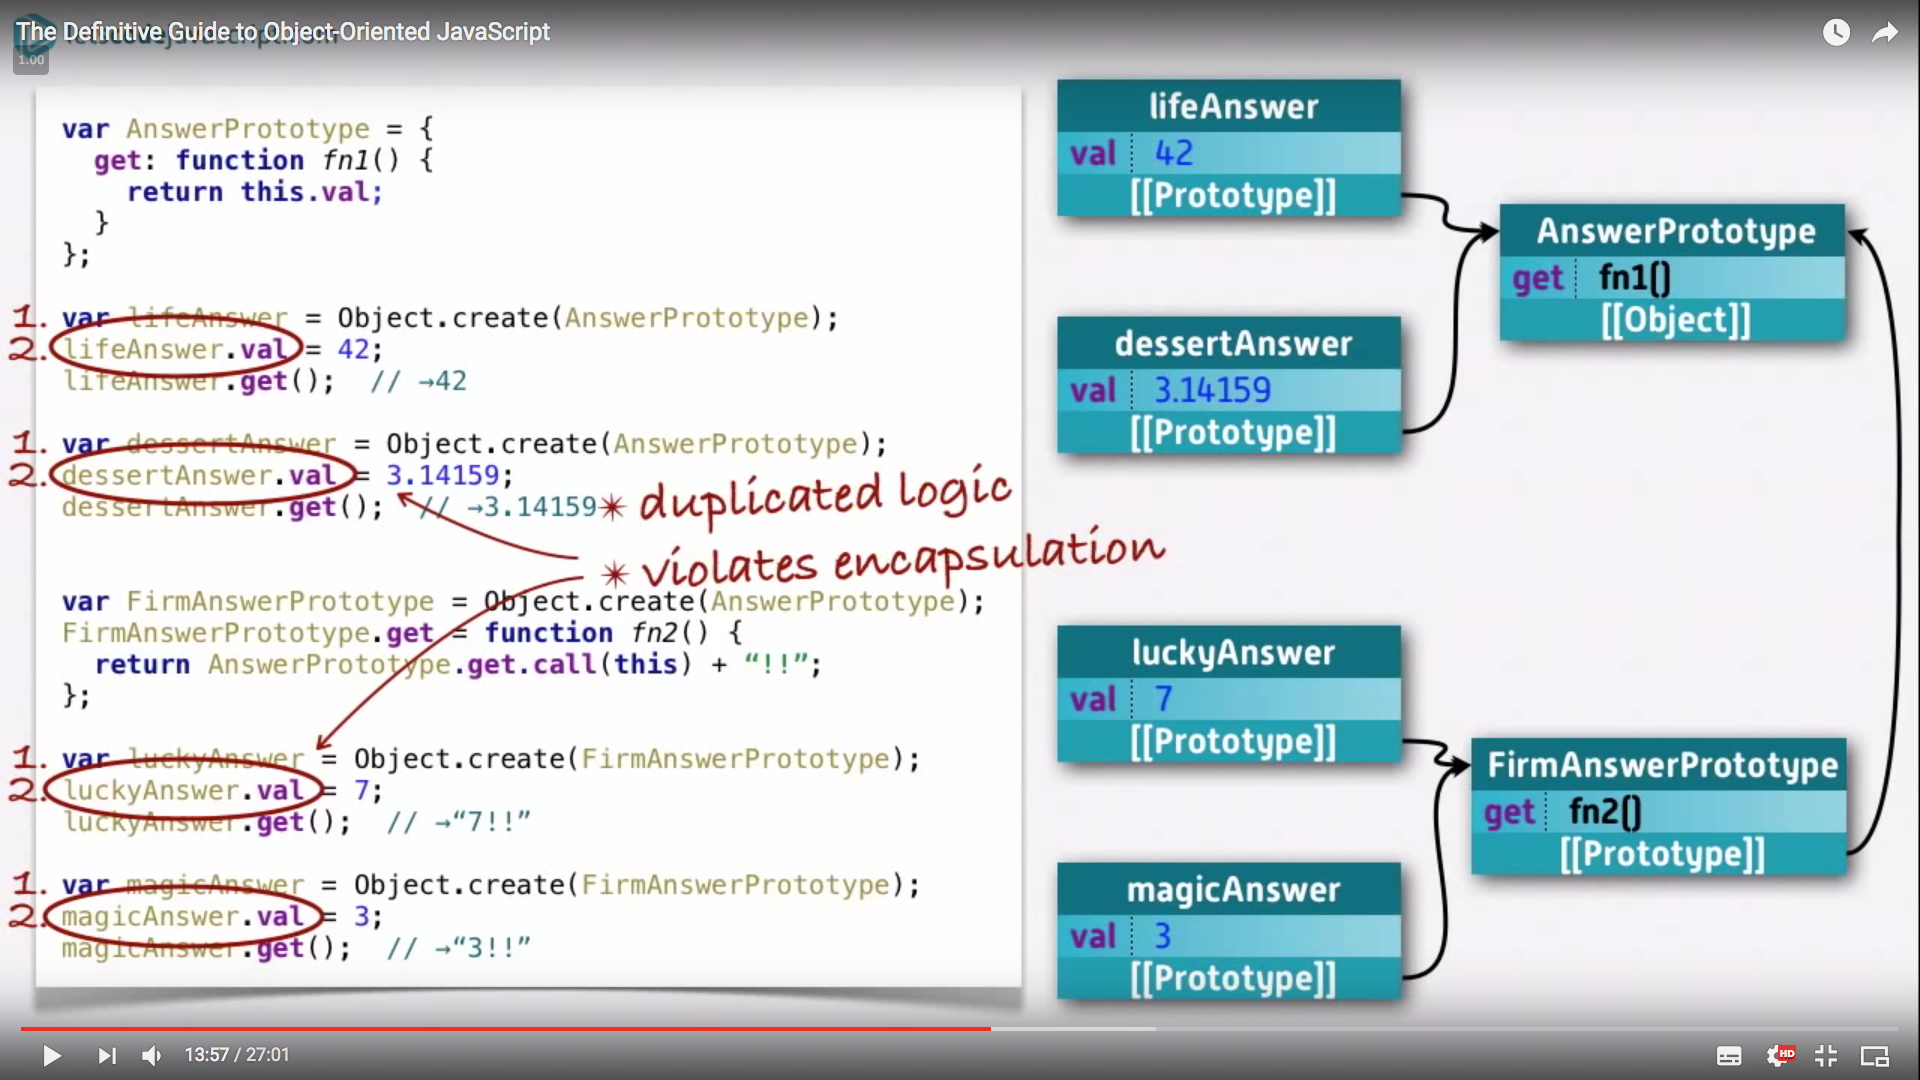 The Definitive Guide to Object-Oriented JavaScript
letscodejavascript.com
1.00
var AnswerPrototype = {
get: function fn1() {
return this.val;
}
};
1. var lifeAnswer = Object.create(AnswerPrototype);
2. lifeAnswer.val = 42;
lifeAnswer.get(); // →42
1. var dessertAnswer = Object.create(AnswerPrototype);
2. dessertAnswer.val = 3.14159;
dessertAnswer.get(); // →3.14159
✴ duplicated logic
✴ violates encapsulation
var FirmAnswerPrototype = Object.create(AnswerPrototype);
FirmAnswerPrototype.get = function fn2() {
return AnswerPrototype.get.call(this) + “!!”;
};
1. var luckyAnswer = Object.create(FirmAnswerPrototype);
2. luckyAnswer.val = 7;
luckyAnswer.get(); // →“7!!”
1. var magicAnswer = Object.create(FirmAnswerPrototype);
2. magicAnswer.val = 3;
magicAnswer.get(); // →“3!!”
lifeAnswer
val 42
[[Prototype]]
dessertAnswer
val 3.14159
[[Prototype]]
AnswerPrototype
get fn1()
[[Object]]
luckyAnswer
val 7
[[Prototype]]
magicAnswer
val 3
[[Prototype]]
FirmAnswerPrototype
get fn2()
[[Prototype]]
13:57 / 27:01
HD